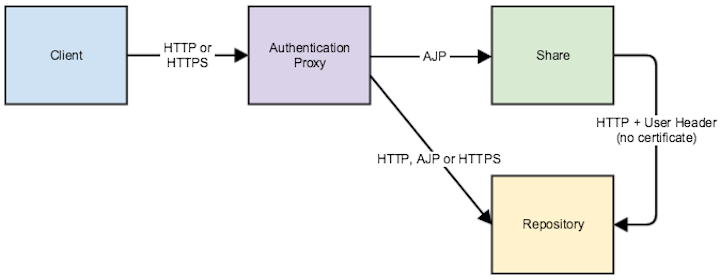 Client
HTTP or
HTTPS
Authentication
Proxy
AJP
Share
HTTP + User Header
(no certificate)
HTTP, AJP or HTTPS
Repository